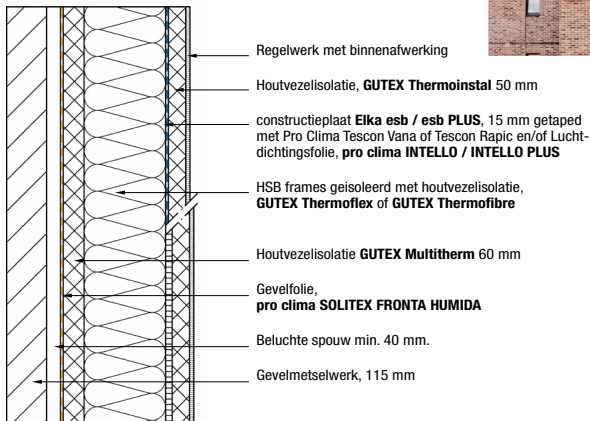 Regelwerk met binnenafwerking
Houtvezelisolatie, GUTEX Thermoinstal 50 mm
constructieplaat Elka esb / esb PLUS, 15 mm getaped
met Pro Clima Tescon Vana of Tescon Rapic en/of Lucht-
dichtingsfolie, pro clima INTELLO / INTELLO PLUS
HSB frames geisoleerd met houtvezelisolatie,
GUTEX Thermoflex of GUTEX Thermofibre
Houtvezelisolatie GUTEX Multitherm 60 mm
Gevelfolie,
pro clima SOLITEX FRONTA HUMIDA
Beluchte spouw min. 40 mm.
Gevelmetselwerk, 115 mm